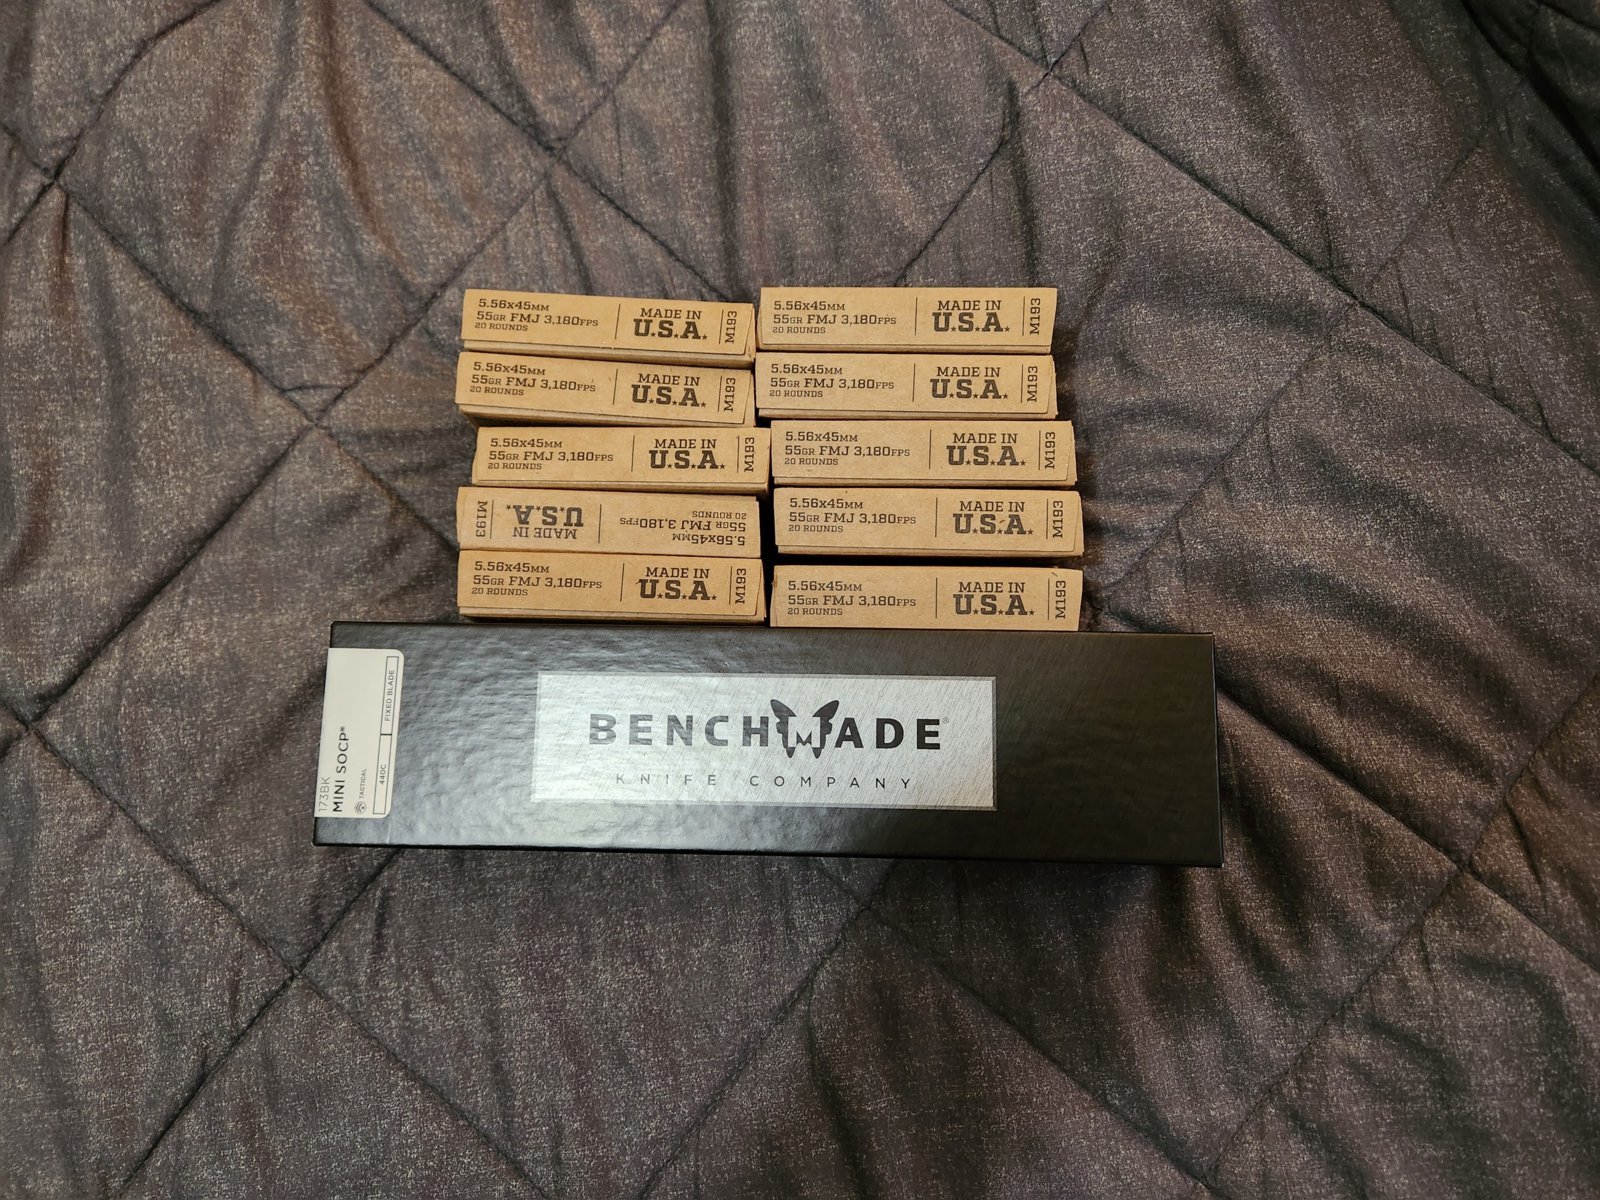 5.56x45MM
55GR FMJ 3,180FPS
20 ROUNDS
MADE IN
U.S.A.
M193
5.56x45MM
55GR FMJ 3,180FPS
20 ROUNDS
MADE IN
U.S.A.
M193
5.56x45MM
55GR FMJ 3,180FPS
20 ROUNDS
MADE IN
U.S.A.
M193
5.56x45MM
55GR FMJ 3,180FPS
20 ROUNDS
MADE IN
U.S.A.
M193
5.56x45MM
55GR FMJ 3,180FPS
20 ROUNDS
MADE IN
U.S.A.
M193
5.56x45MM
55GR FMJ 3,180FPS
20 ROUNDS
MADE IN
U.S.A.
M193
5.56x45MM
55GR FMJ 3,180FPS
20 ROUNDS
MADE IN
U.S.A.
M193
5.56x45MM
55GR FMJ 3,180FPS
20 ROUNDS
MADE IN
U.S.A.
M193
5.56x45MM
55GR FMJ 3,180FPS
20 ROUNDS
MADE IN
U.S.A.
M193
5.56x45MM
55GR FMJ 3,180FPS
20 ROUNDS
MADE IN
U.S.A.
M193
173BK
MINI SOCP®
TACTICAL
440C
FIXED BLADE
BENCHMADE®
KNIFE COMPANY